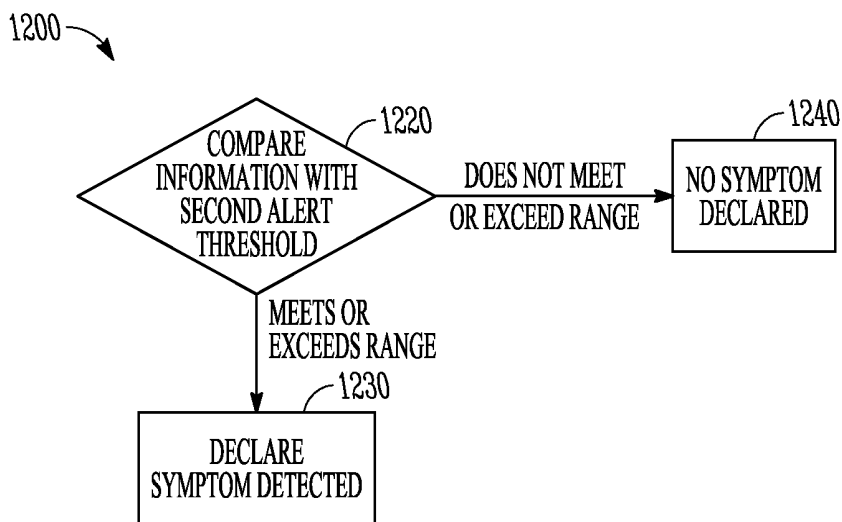 1200
1220
COMPARE
INFORMATION WITH
SECOND ALERT
THRESHOLD
DOES NOT MEET
OR EXCEED RANGE
1240
NO SYMPTOM
DECLARED
MEETS OR
EXCEEDS RANGE
1230
DECLARE
SYMPTOM DETECTED